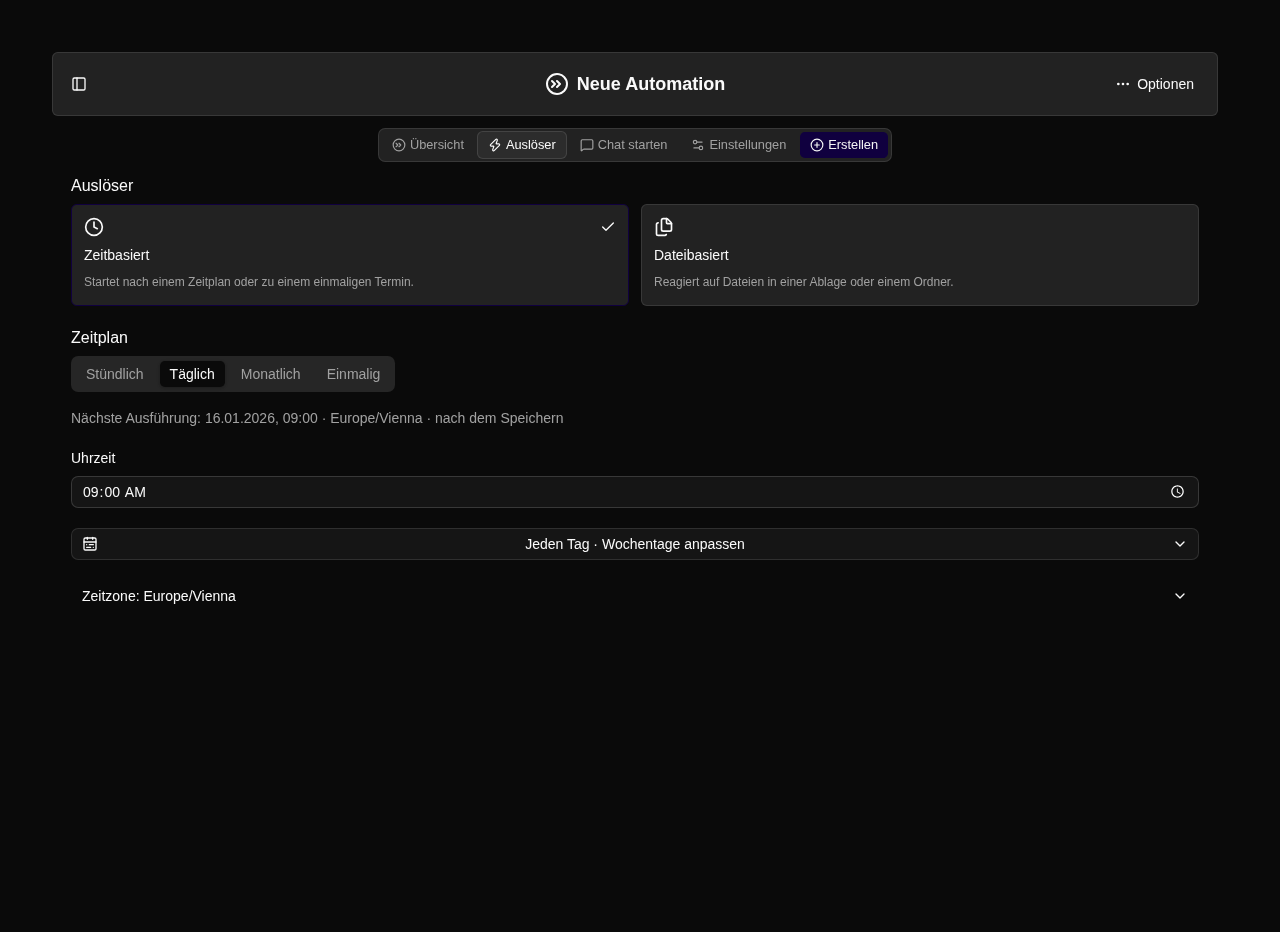 Neue Automation
Optionen
Übersicht
Auslöser
Chat starten
Einstellungen
Erstellen
Auslöser
Zeitbasiert
Startet nach einem Zeitplan oder zu einem einmaligen Termin.
Dateibasiert
Reagiert auf Dateien in einer Ablage oder einem Ordner.
Zeitplan
Stündlich
Täglich
Monatlich
Einmalig
Nächste Ausführung: 16.01.2026, 09:00 · Europe/Vienna · nach dem Speichern
Uhrzeit
09:00 AM
Jeden Tag · Wochentage anpassen
Zeitzone: Europe/Vienna